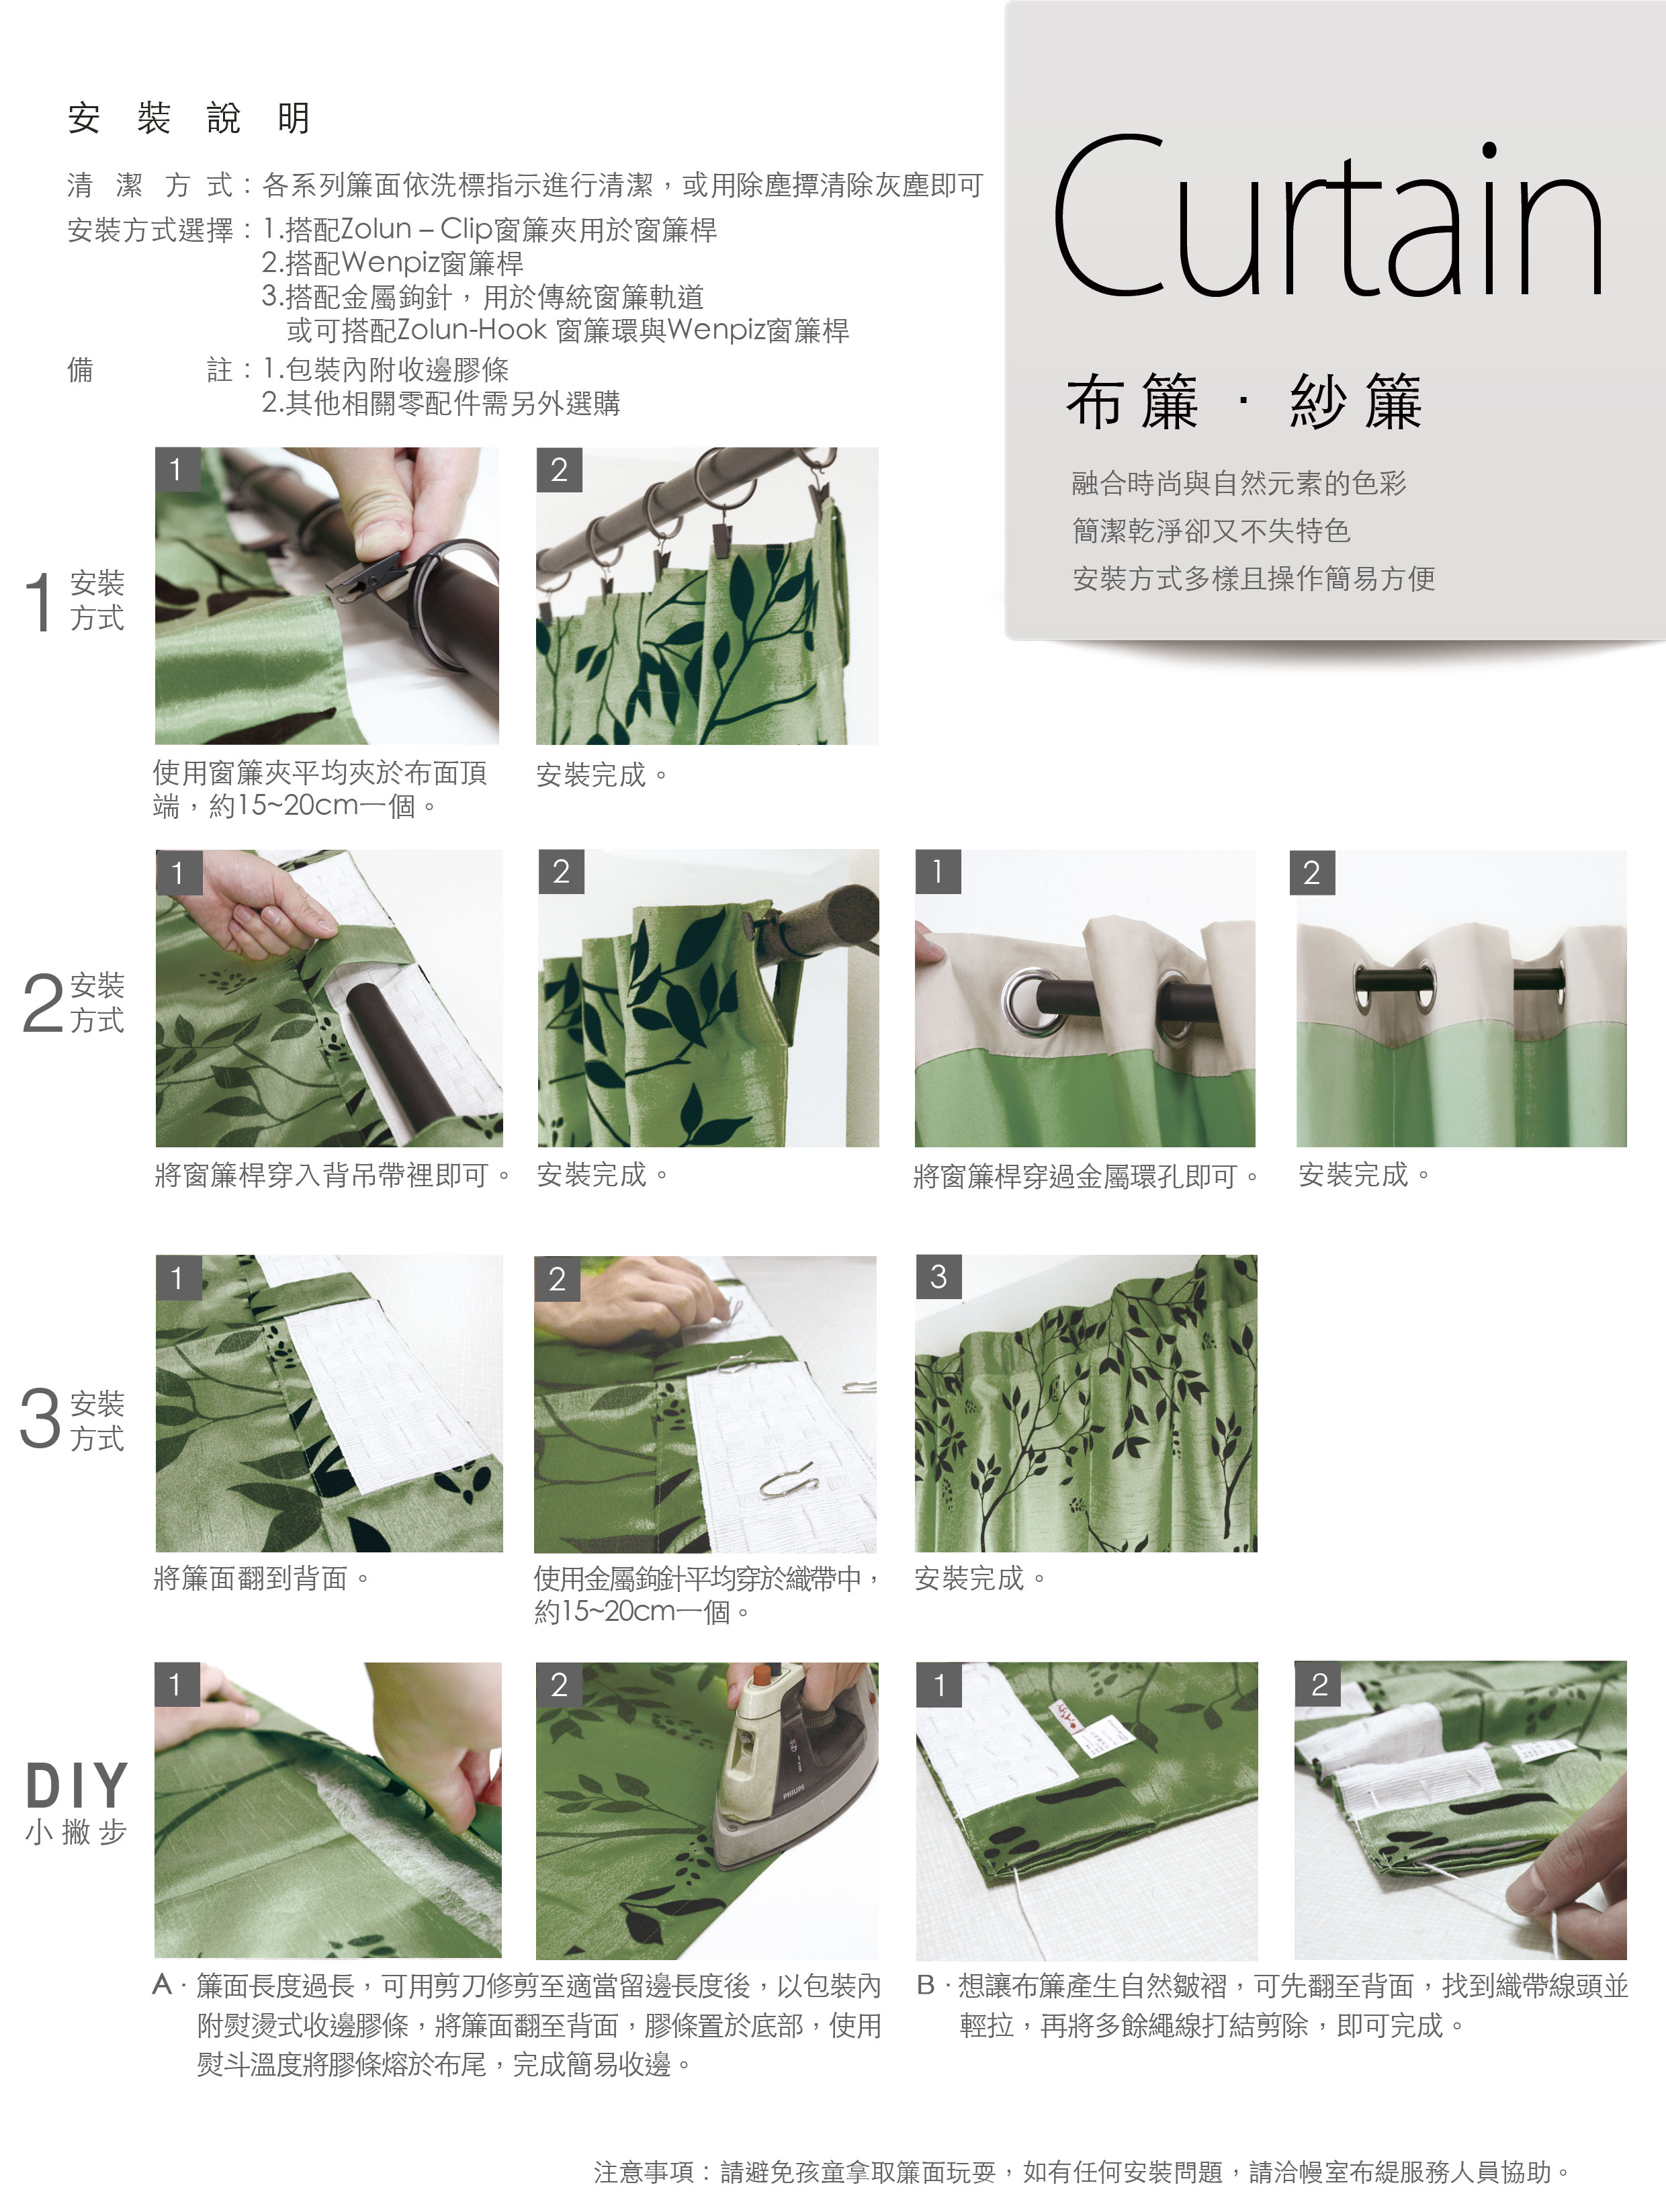 安裝說明
清潔方式：各系列簾面依洗標指示進行清潔，或用除塵撢清除灰塵即可
安裝方式選擇：1.搭配Zolun – Clip窗簾夾用於窗簾桿
2.搭配Wenpiz窗簾桿
3.搭配金屬鉤針，用於傳統窗簾軌道
或可搭配Zolun-Hook 窗簾環與Wenpiz窗簾桿
備註：1.包裝內附收邊膠條
2.其他相關零配件需另外選購
Curtain
布簾．紗簾
融合時尚與自然元素的色彩
簡潔乾淨卻又不失特色
安裝方式多樣且操作簡易方便
1 安裝
方式
1
使用窗簾夾平均夾於布面頂
端，約15~20cm一個。
2
安裝完成。
2 安裝
方式
1
將窗簾桿穿入背吊帶裡即可。
2
安裝完成。
1
將窗簾桿穿過金屬環孔即可。
2
安裝完成。
3 安裝
方式
1
將簾面翻到背面。
2
使用金屬鉤針平均穿於織帶中，
約15~20cm一個。
3
安裝完成。
DIY
小撇步
1
2
PHILIPS
A．簾面長度過長，可用剪刀修剪至適當留邊長度後，以包裝內
附熨燙式收邊膠條，將簾面翻至背面，膠條置於底部，使用
熨斗溫度將膠條熔於布尾，完成簡易收邊。
1
2
B．想讓布簾產生自然皺褶，可先翻至背面，找到織帶線頭並
輕拉，再將多餘繩線打結剪除，即可完成。
注意事項：請避免孩童拿取簾面玩耍，如有任何安裝問題，請洽幔室布緹服務人員協助。